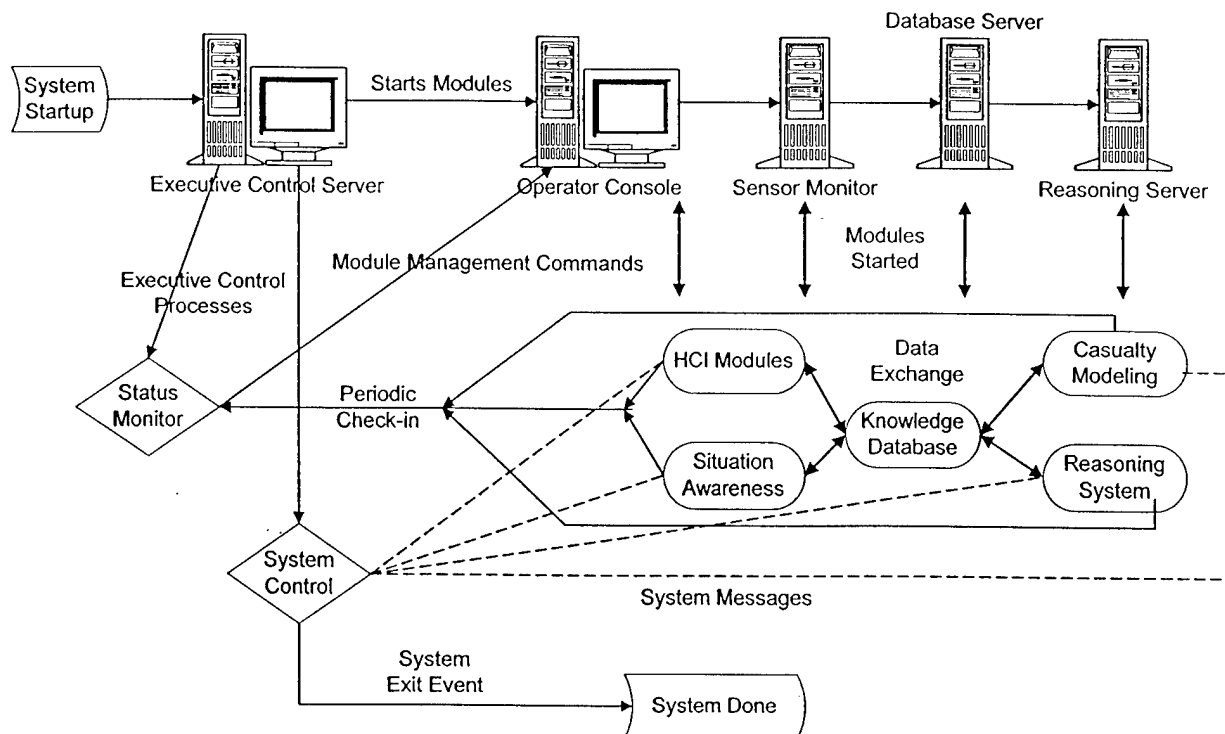 Database Server
System
Startup
Starts Modules
Executive Control Server
Operator Console
Sensor Monitor
Reasoning Server
Modules
Started
Module Management Commands
Executive Control
Processes
Status
Monitor
Periodic
Check-in
HCI Modules
Data
Exchange
Casualty
Modeling
Knowledge
Database
Situation
Awareness
Reasoning
System
System
Control
System Messages
System
Exit Event
System Done